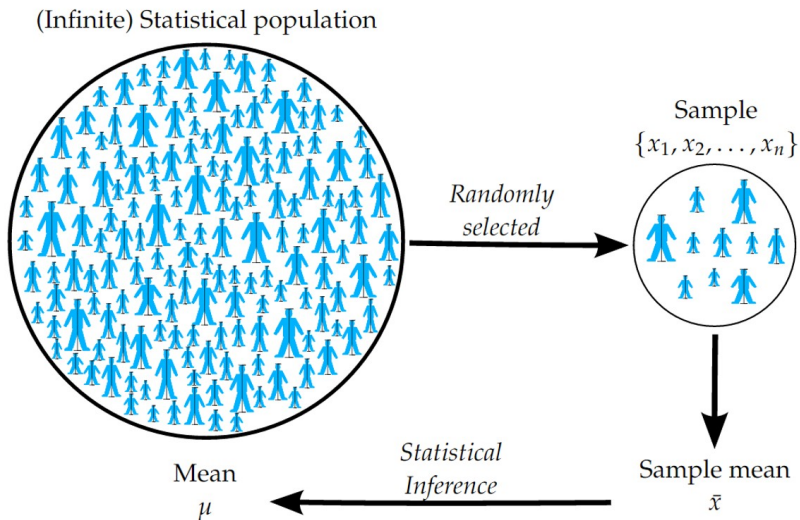 (Infinite) Statistical population
Sample
{x₁, x₂, . . . , xₙ}
Randomly
selected
Statistical
Inference
Mean
μ
Sample mean
x̄